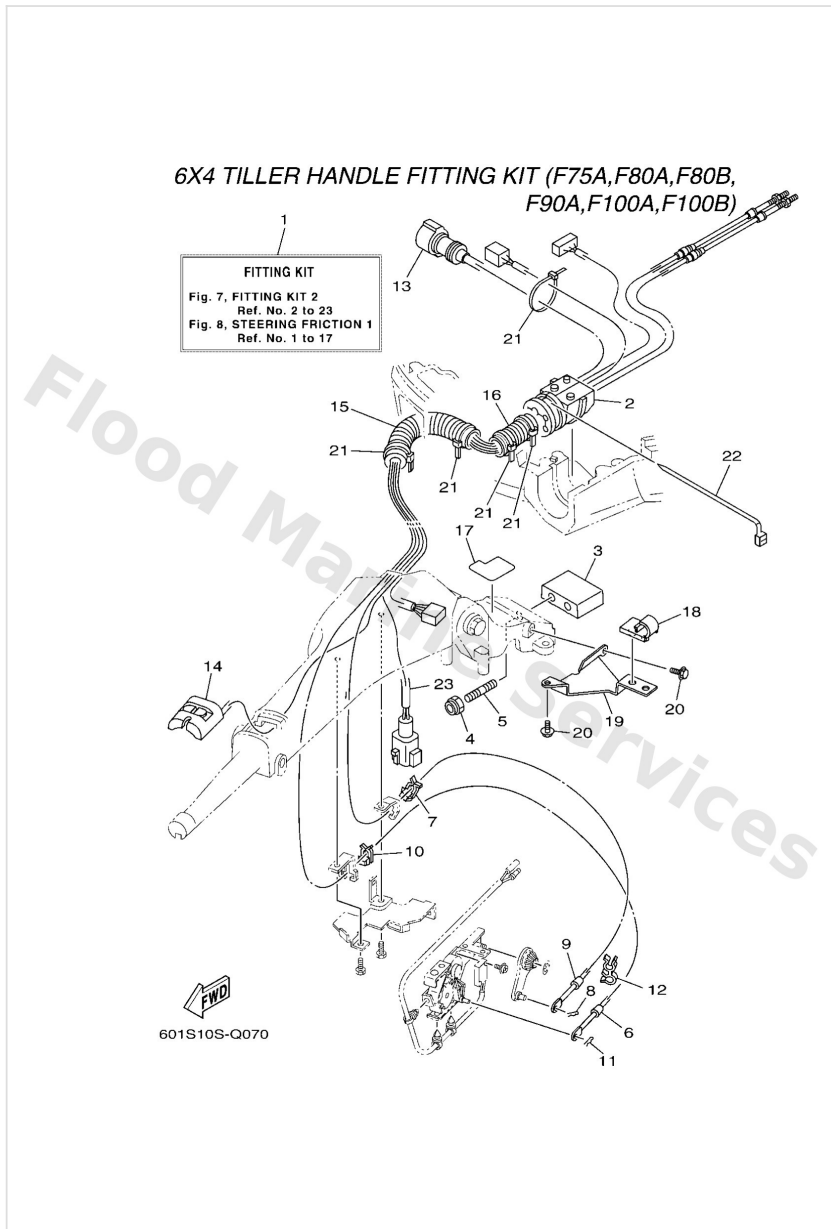 6X4 TILLER HANDLE FITTING KIT (F75A,F80A,F80B,
F90A,F100A,F100B)
1
FITTING KIT
Fig. 7, FITTING KIT 2
Ref. No. 2 to 23
Fig. 8, STEERING FRICTION 1
Ref. No. 1 to 17
13
21
16
2
15
21
21
21
21
22
17
3
18
14
23
5
4
19
20
20
7
10
9
12
8
6
11
FWD
601S10S-Q070
Flood Marine Services